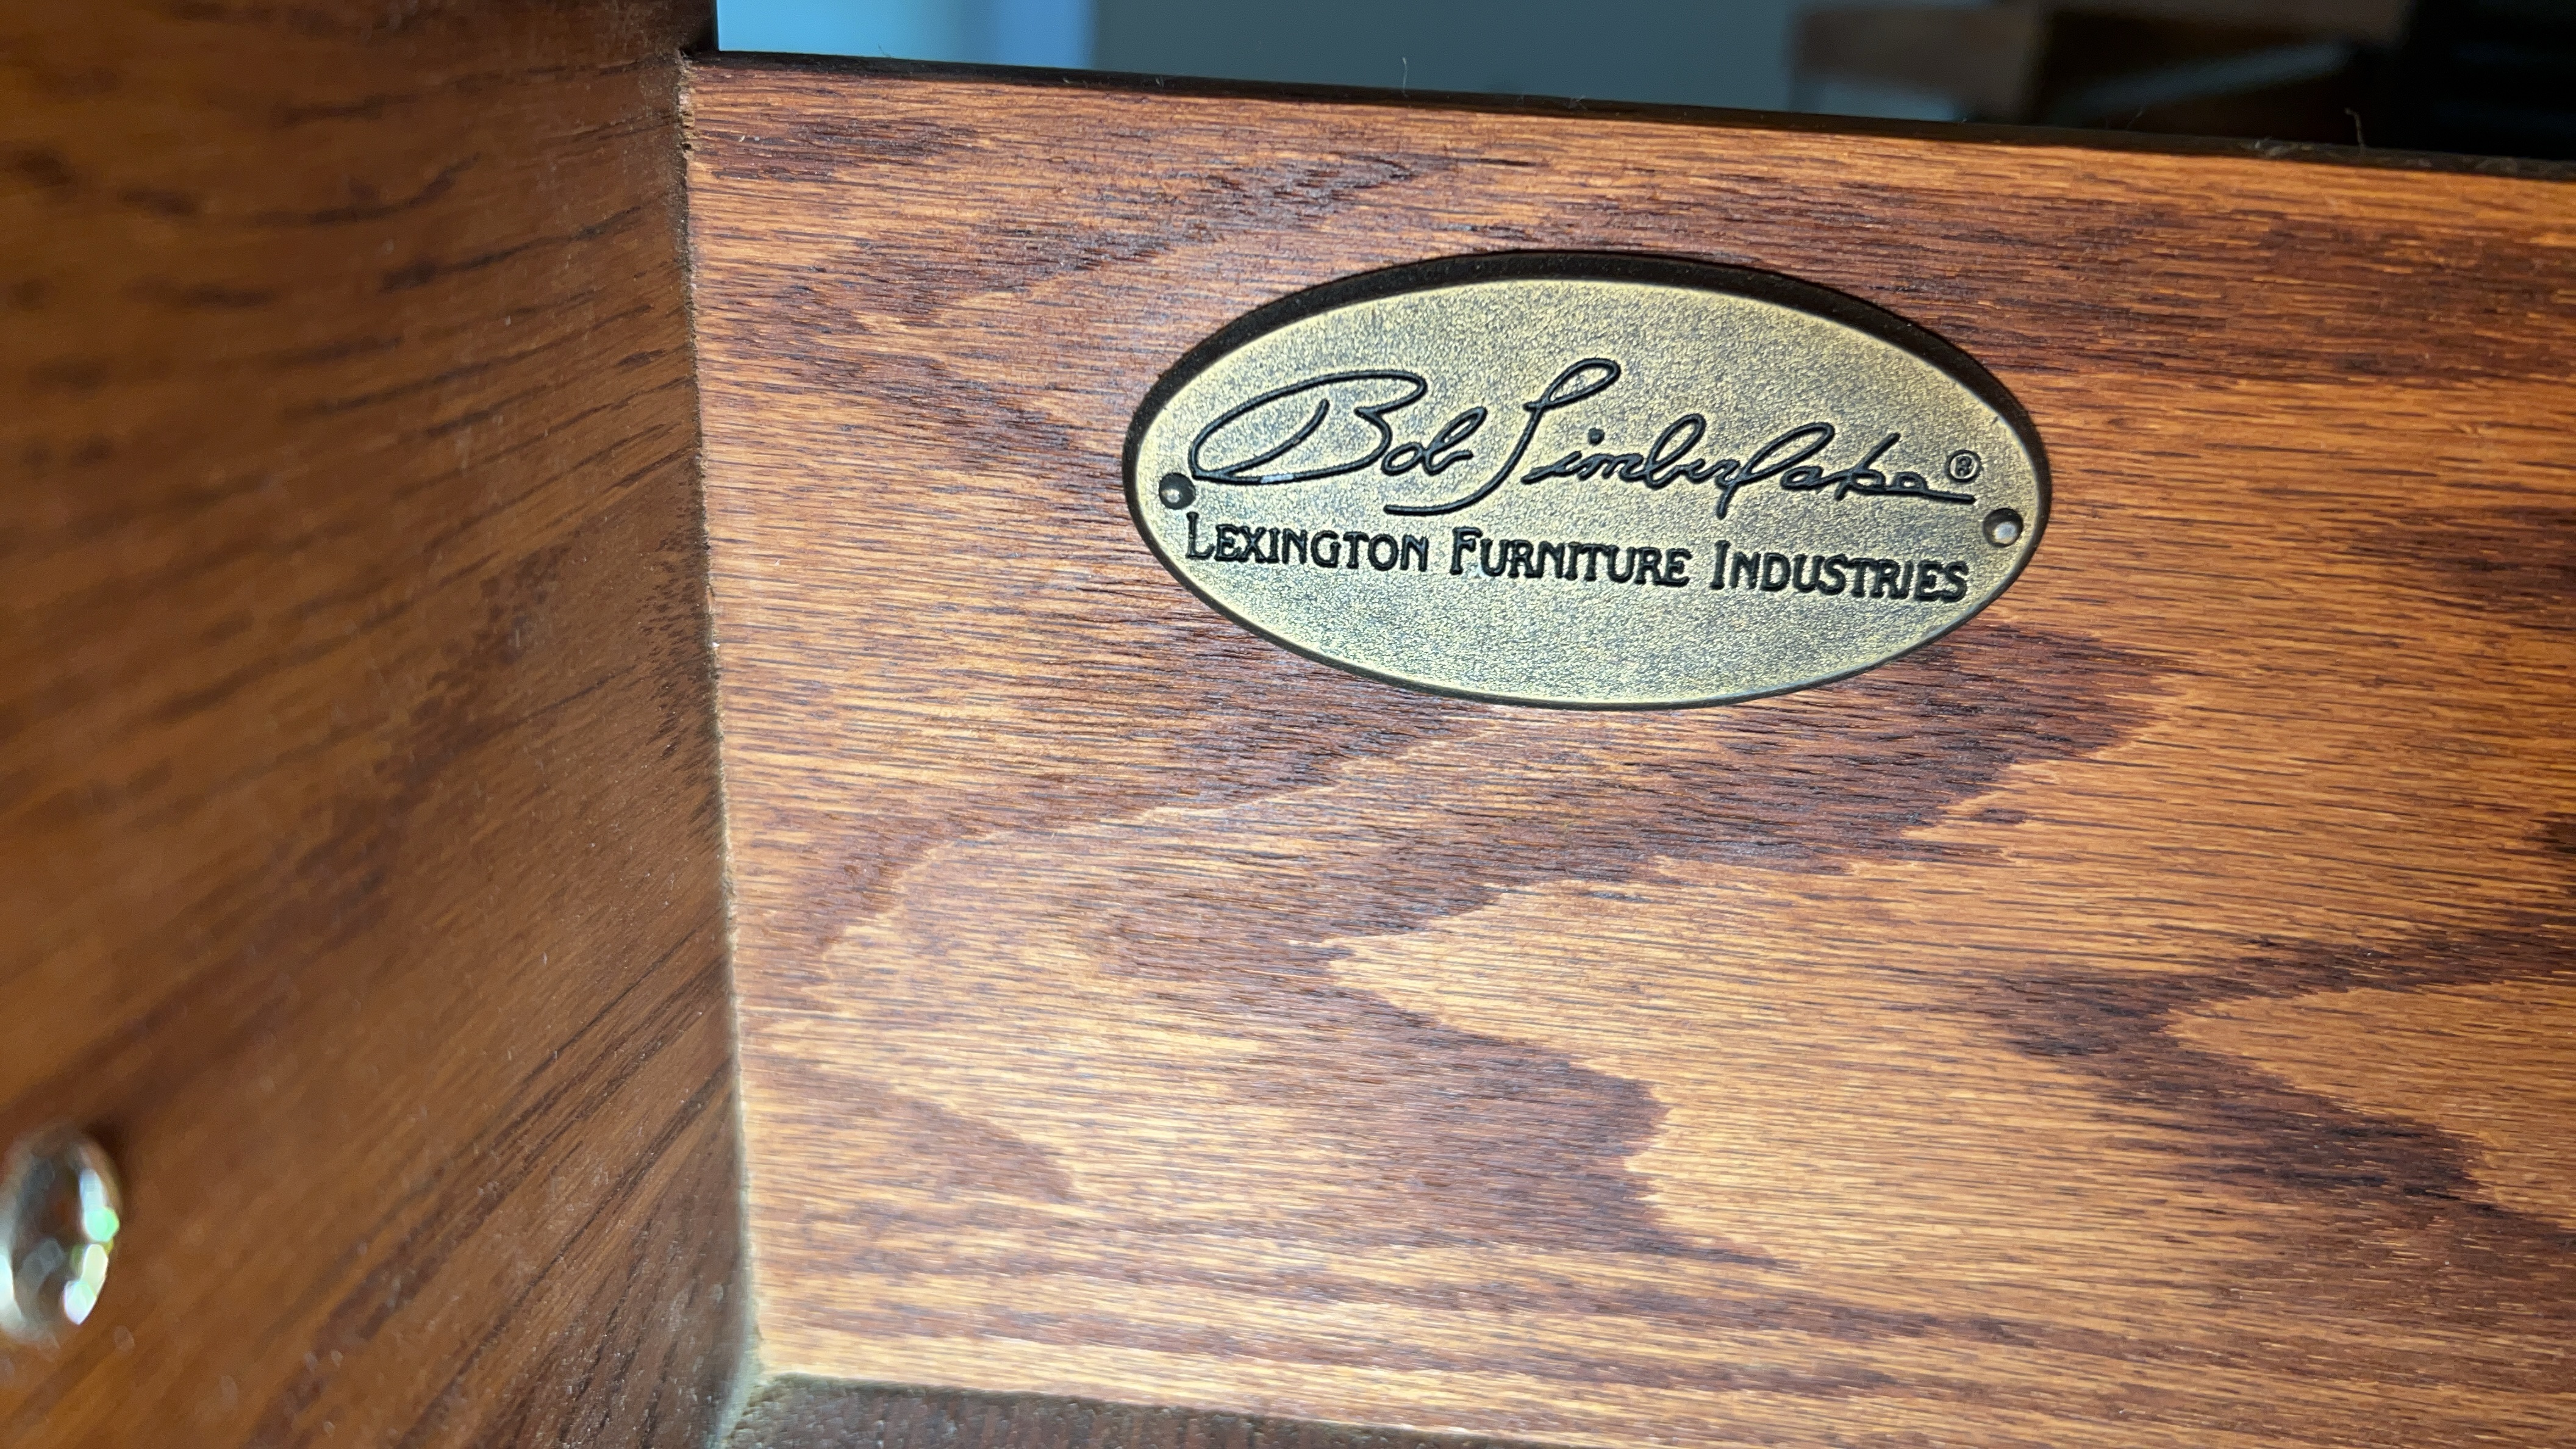 Bob Timberlake®
LEXINGTON FURNITURE INDUSTRIES